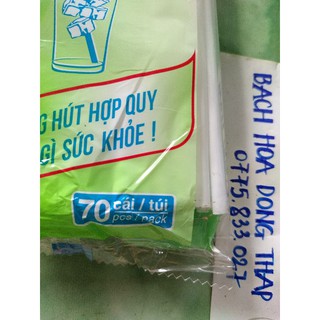 G HÚT HỢP QUY
GÌ SỨC KHỎE !
70 cái / túi
pcs / pack
BACH HOA DONG THAP
0775.833.027